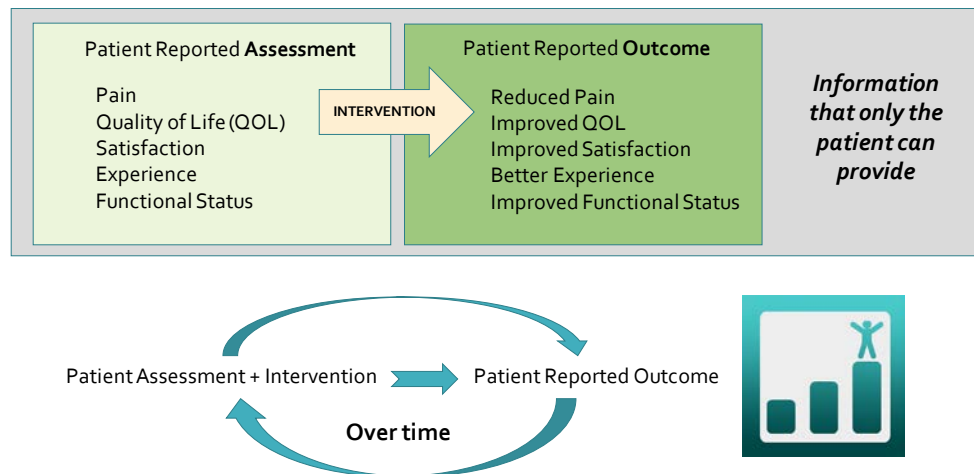 Patient Reported Assessment
Pain
Quality of Life (QOL)
Satisfaction
Experience
Functional Status
INTERVENTION
Patient Reported Outcome
Reduced Pain
Improved QOL
Improved Satisfaction
Better Experience
Improved Functional Status
Information
that only the
patient can
provide
Patient Assessment + Intervention
Patient Reported Outcome
Over time